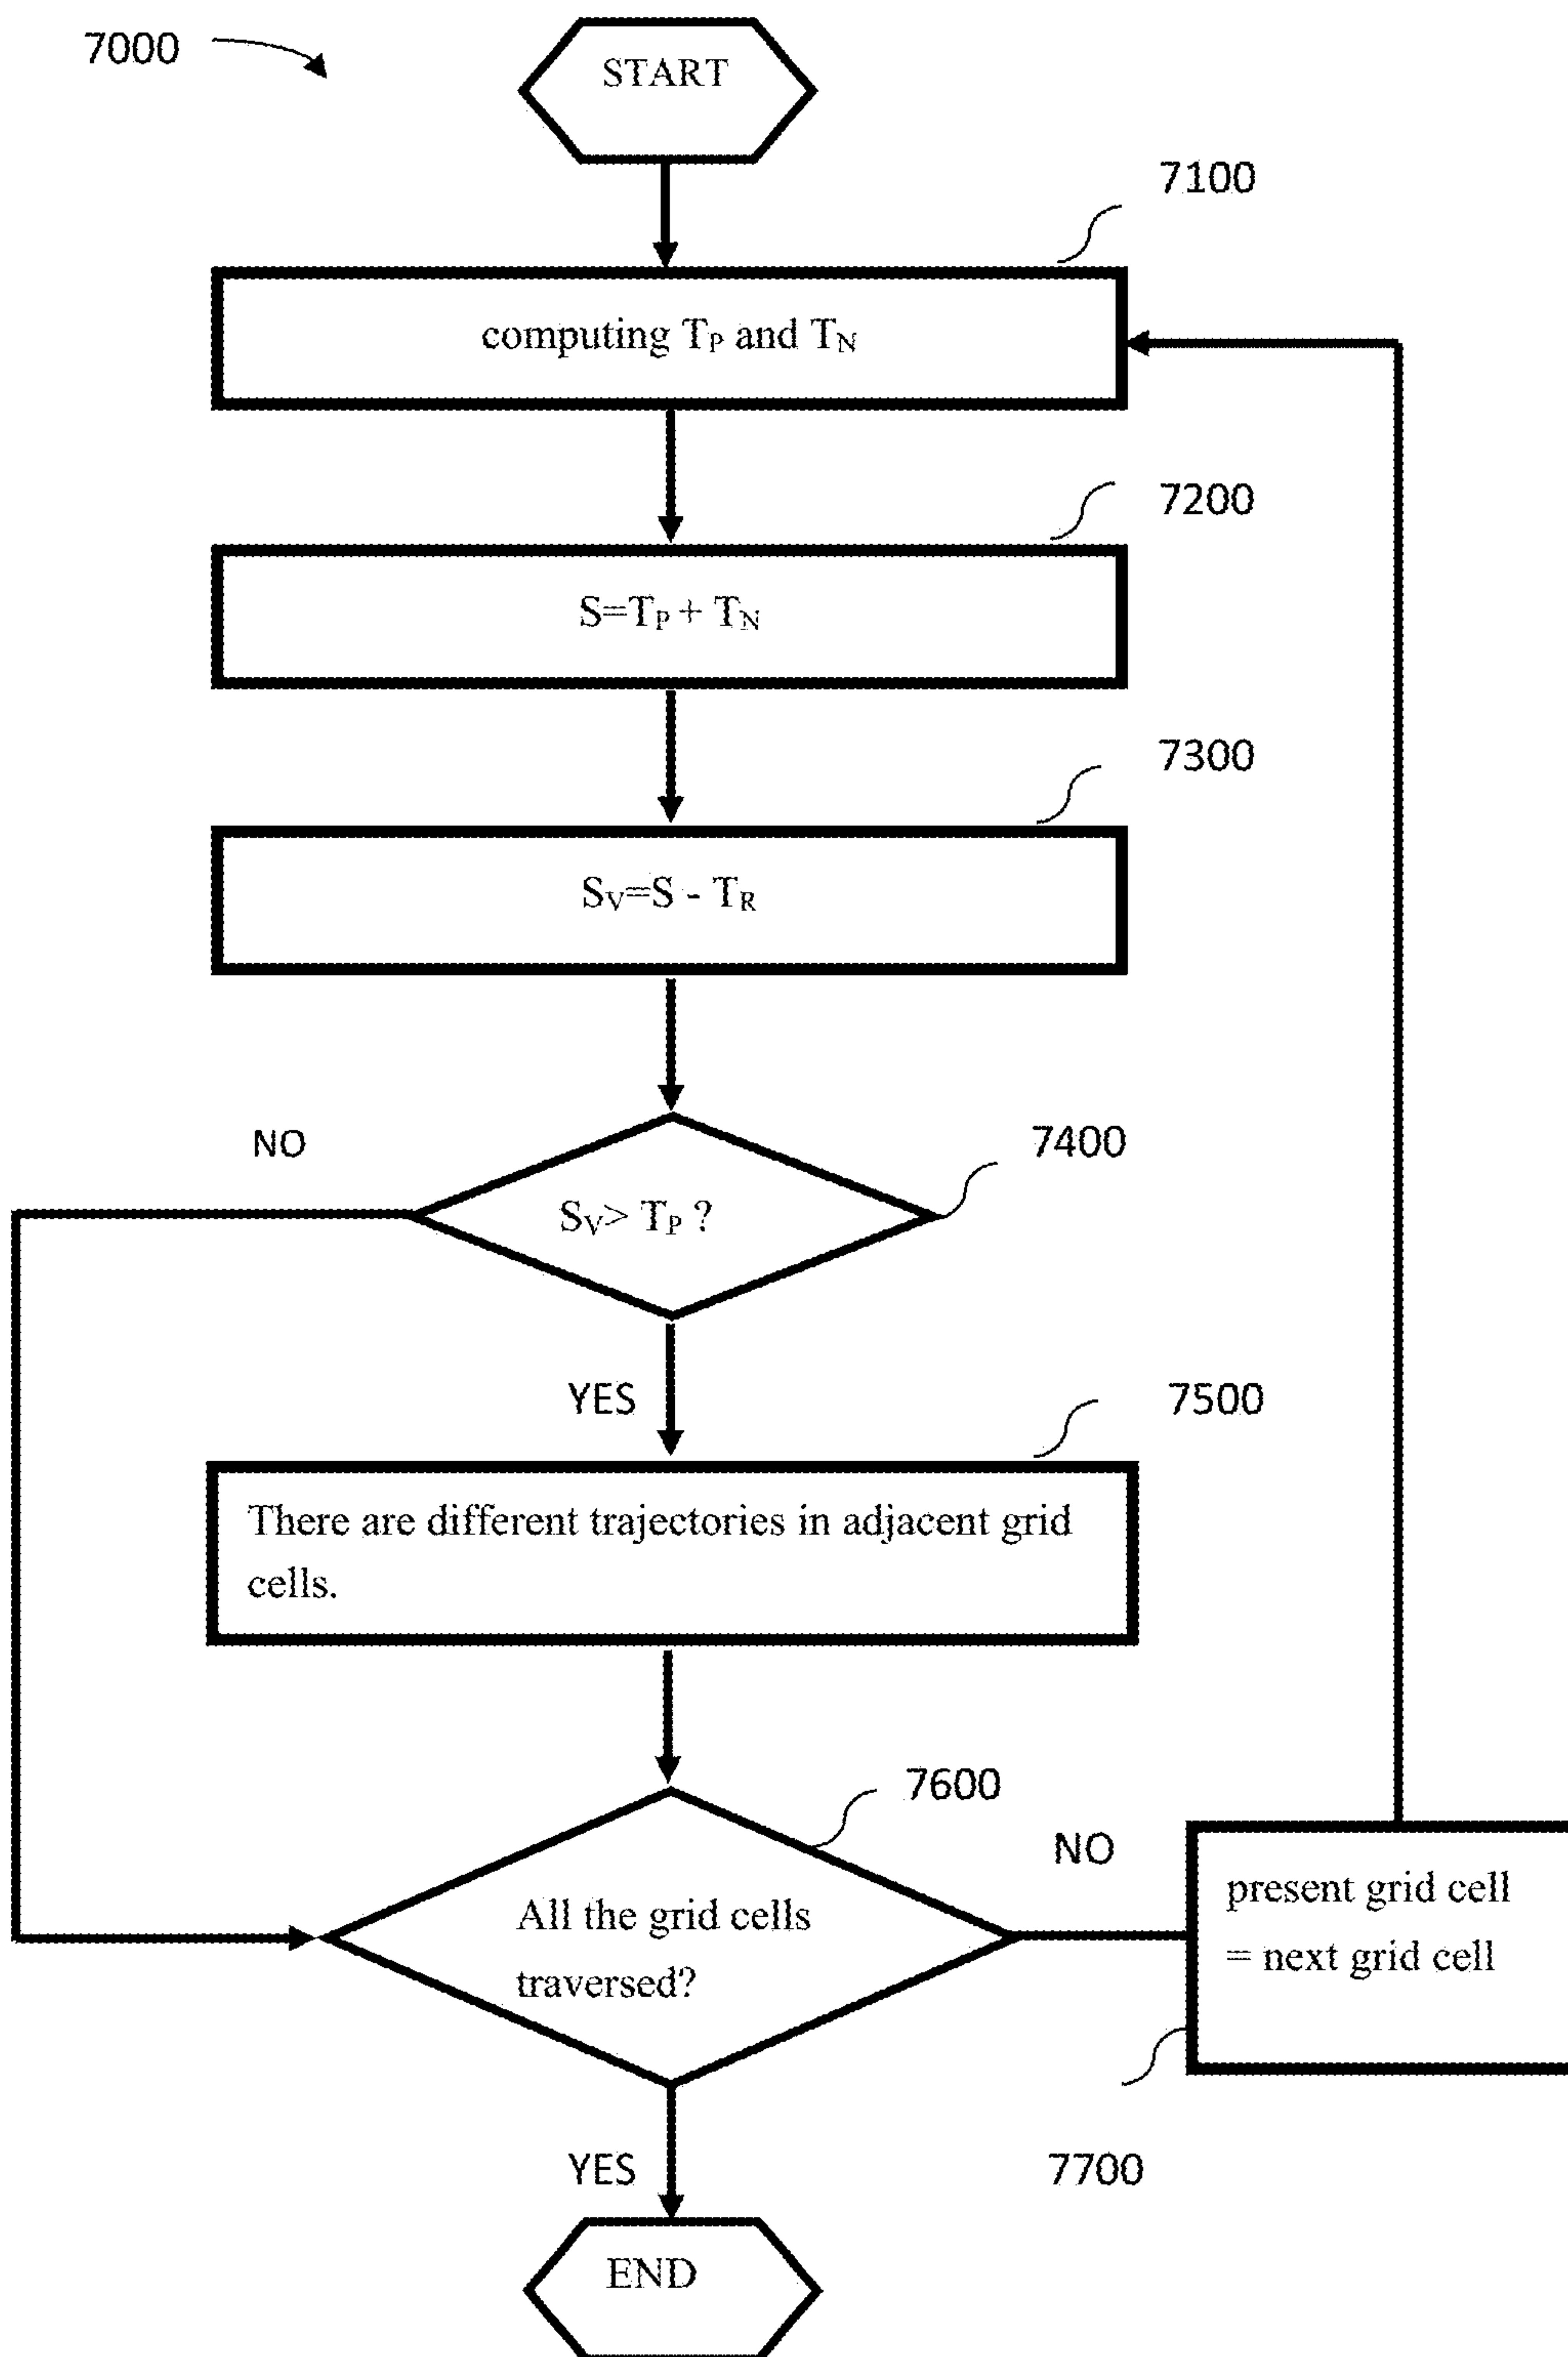 7000
START
7100
computing TP and TN
7200
S=TP + TN
7300
SV=S - TR
NO
7400
SV> TP ?
YES
7500
There are different trajectories in adjacent grid
cells.
7600
NO
All the grid cells
traversed?
present grid cell
= next grid cell
YES
7700
END